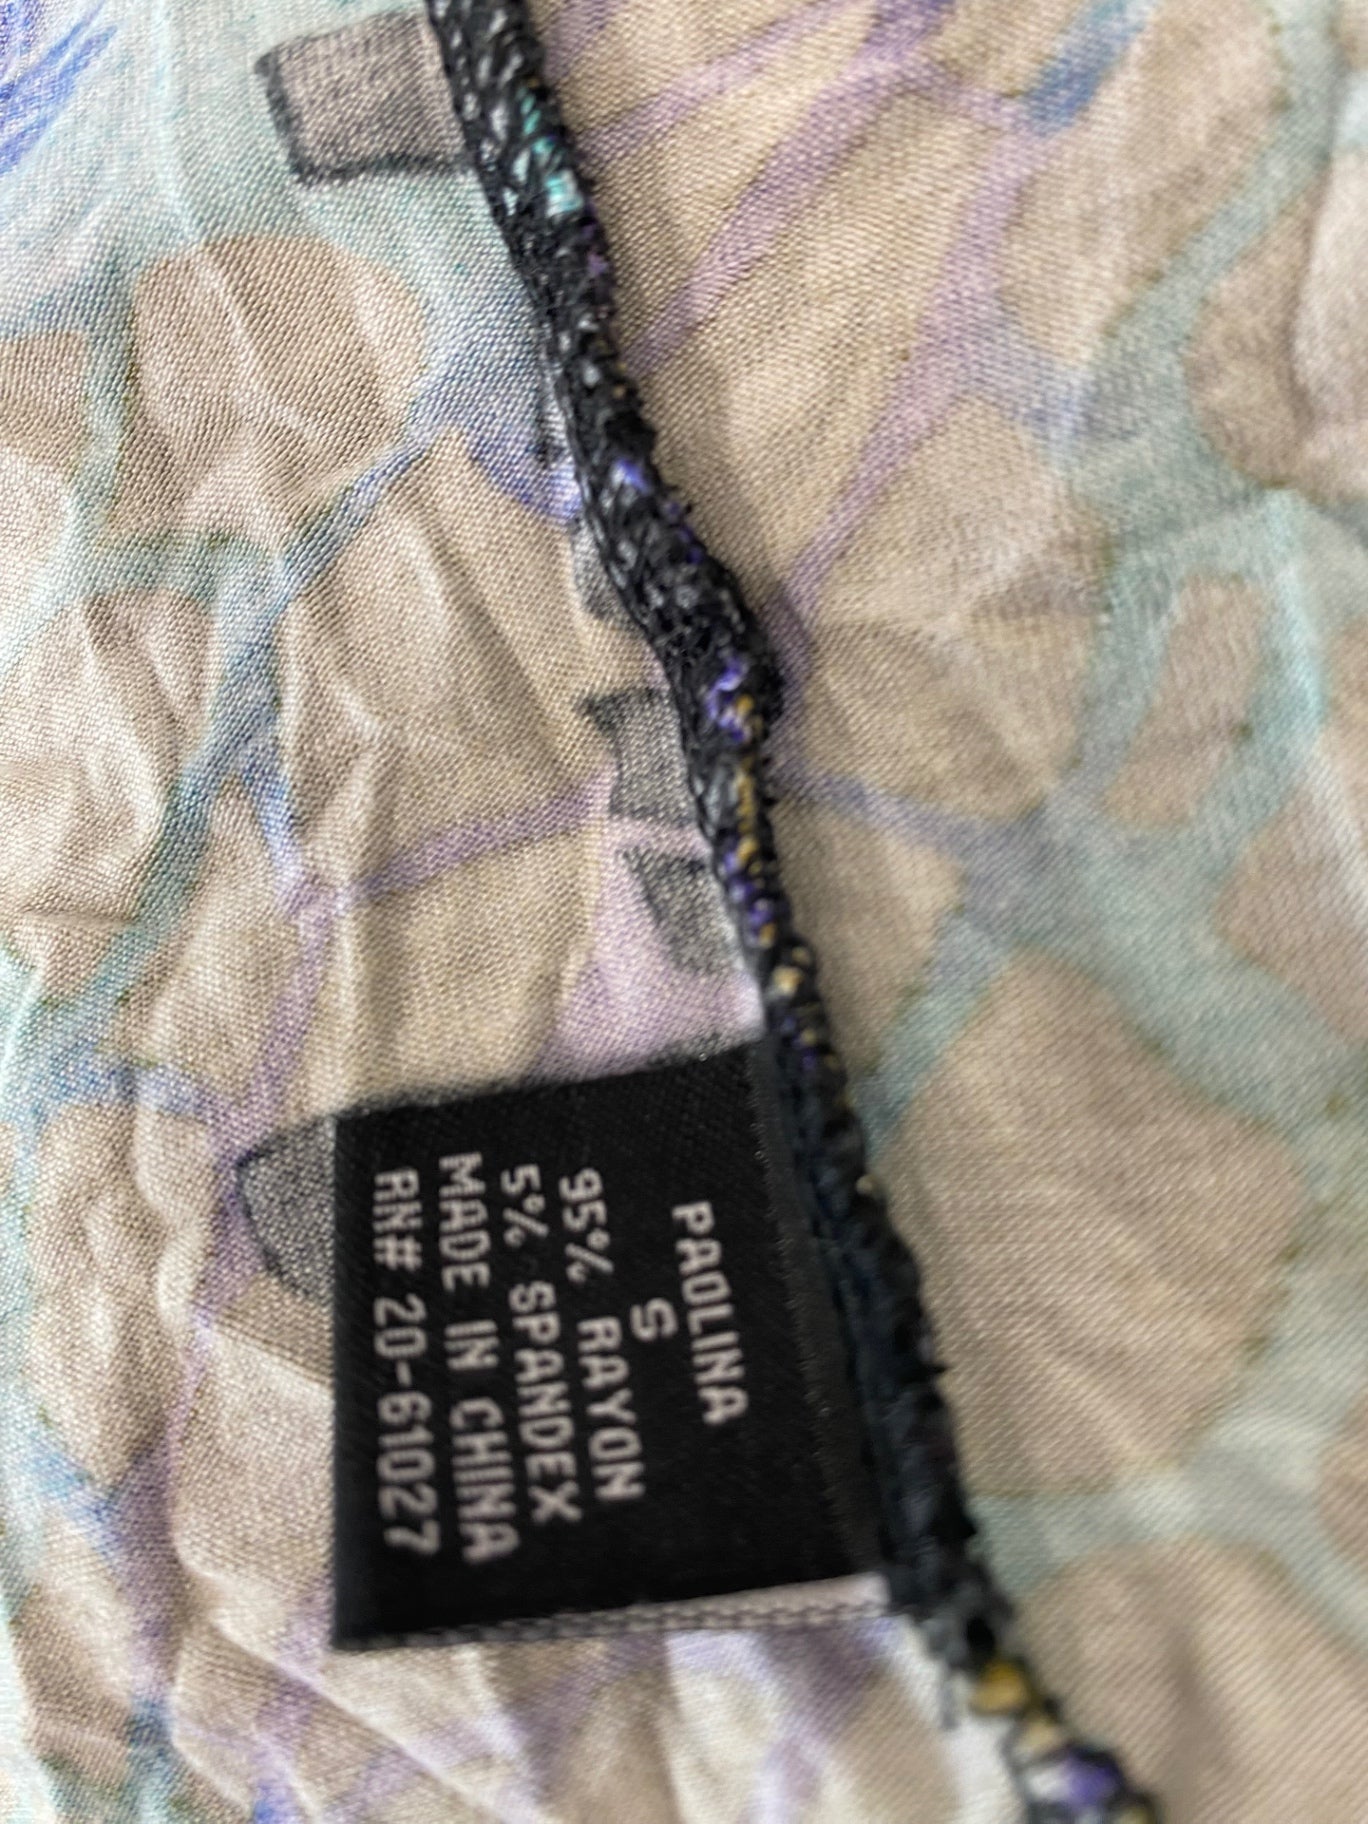 PAOLINA
S
95% RAYON
5% SPANDEX
MADE IN CHINA
RN# 20-61027